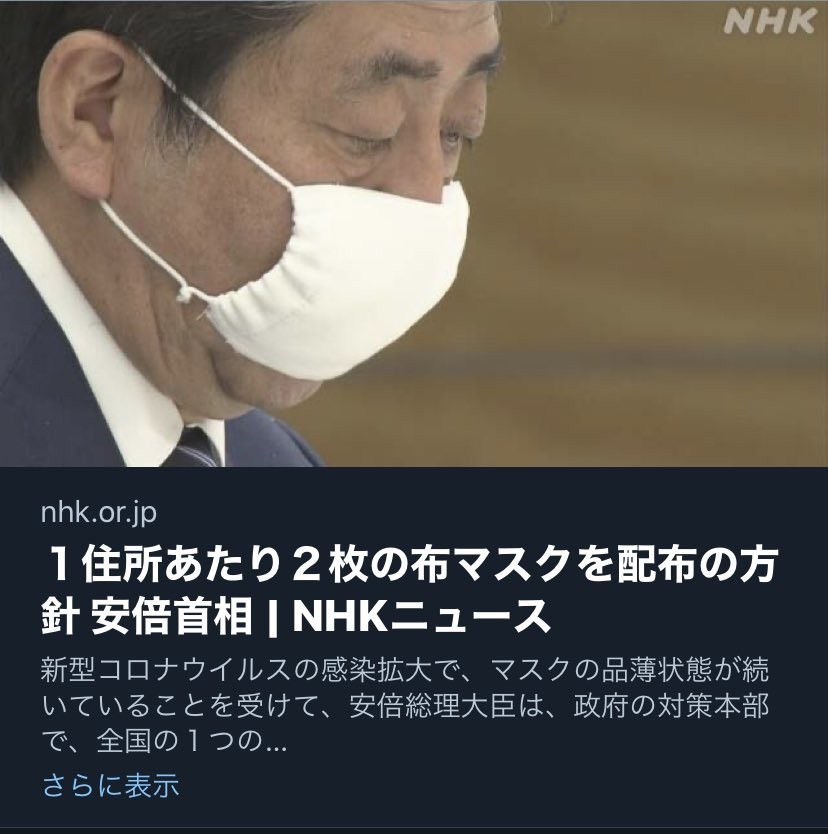 NHK
nhk.or.jp
１住所あたり２枚の布マスクを配布の方
針 安倍首相 | NHKニュース
新型コロナウイルスの感染拡大で、マスクの品薄状態が続
いていることを受けて、安倍総理大臣は、政府の対策本部
で、全国の１つの...
さらに表示